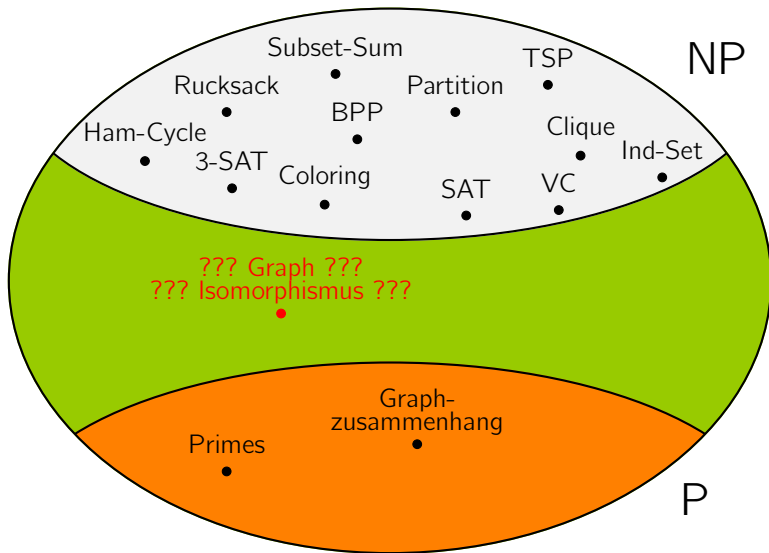 Subset-Sum
TSP
NP
Rucksack
Partition
BPP
Ham-Cycle
Clique
3-SAT
Ind-Set
Coloring
SAT
VC
??? Graph ???
??? Isomorphismus ???
Graph-
zusammenhang
Primes
P